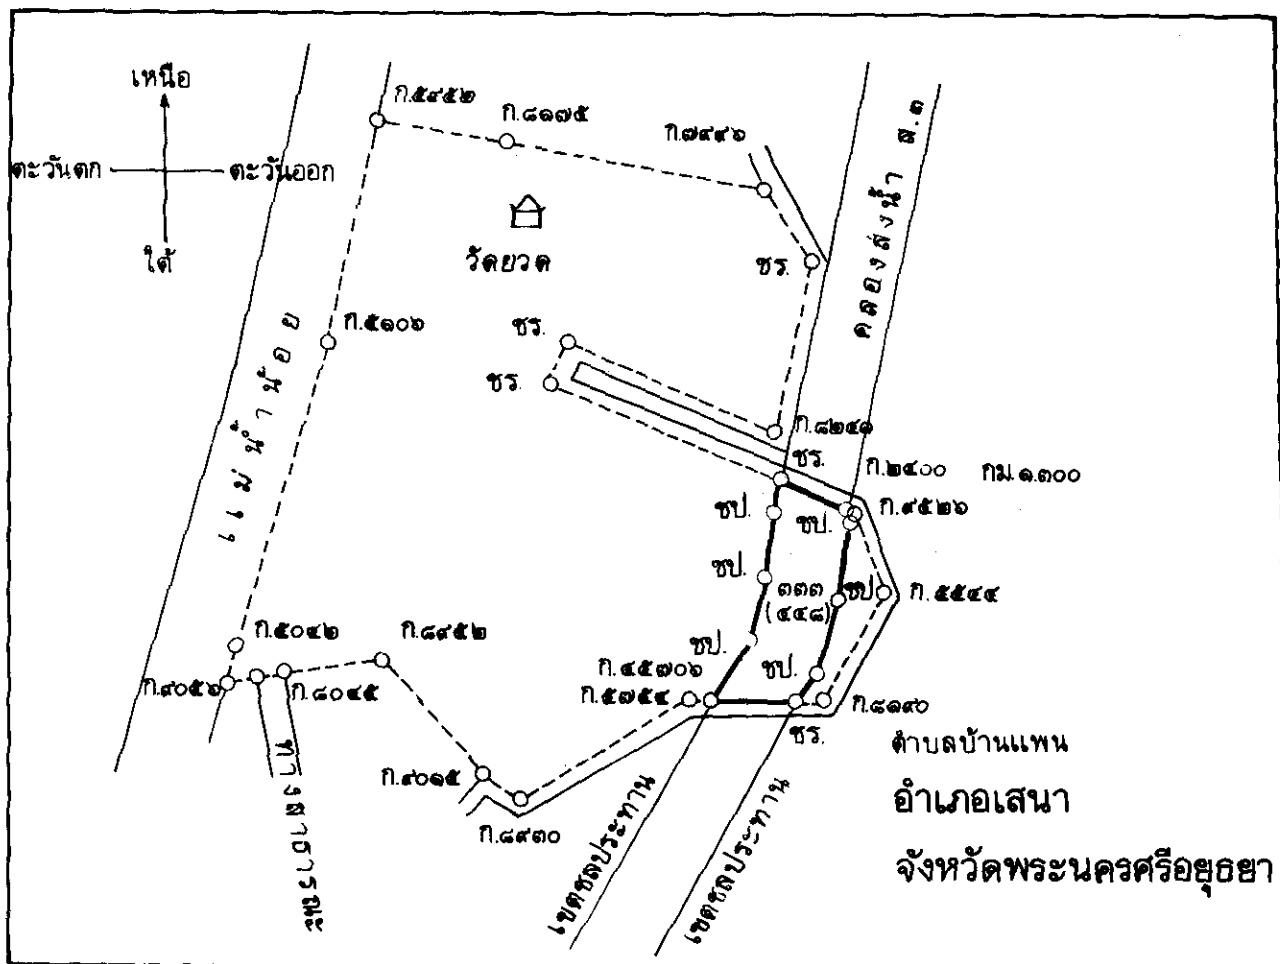 เหนือ
ตะวันตก
ตะวันออก
ใต้
ก.๕๙๕๒
ก.๘๑๗๕
ก.๗๙๙๖
คลองส่งน้ำ ส.๓
วัดยวด
ชร.
ก.๕๑๐๖
ชร.
ชร.
แม่น้ำน้อย
ก.๘๒๔๑
ชร.
ก.๒๔๐๐
กม.๑.๓๐๐
ชป.
ชป.
ก.๙๕๒๖
ชป.
๓๓๓
(๔๔๘)
ชป.
ก.๕๕๔๔
ชป.
ชป.
ก.๕๐๔๒
ก.๘๙๕๒
ก.๔๕๗๐๖
ก.๙๐๕๖
ก.๘๐๔๕
ก.๕๗๕๔
ก.๘๑๙๐
ชร.
ทางสาธารณะ
ก.๙๐๑๕
ก.๘๙๓๐
เขตชลประทาน
เขตชลประทาน
ตำบลบ้านแพน
อำเภอเสนา
จังหวัดพระนครศรีอยุธยา